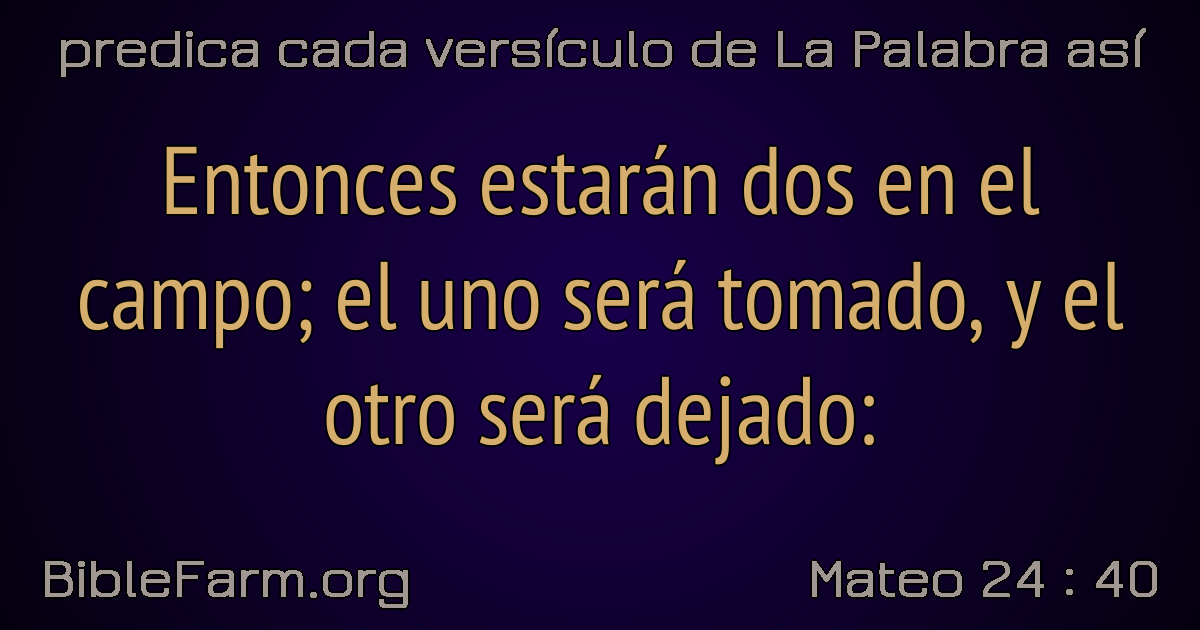 predica cada versículo de La Palabra así
Entonces estarán dos en el
campo; el uno será tomado, y el
otro será dejado:
BibleFarm.org
Mateo 24 : 40